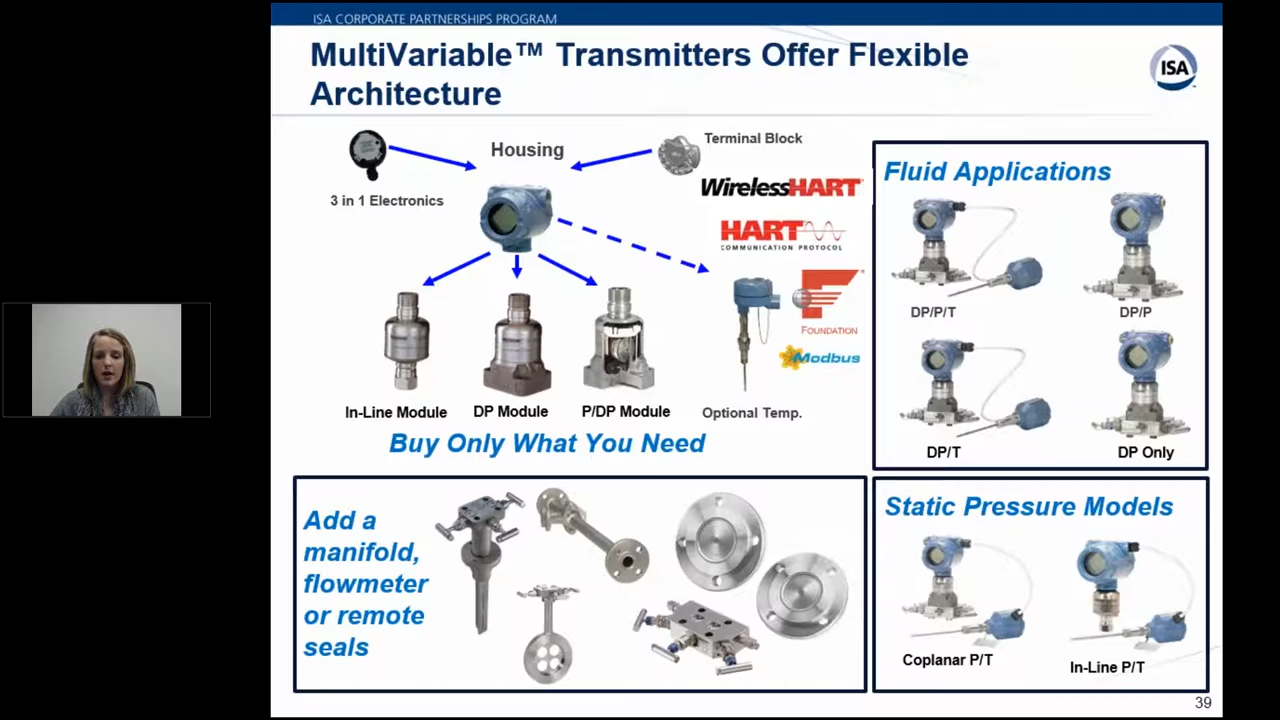 ISA CORPORATE PARTNERSHIPS PROGRAM
MultiVariable™ Transmitters Offer Flexible
Architecture
ISA
Housing
Terminal Block
3 in 1 Electronics
WirelessHART
HART
COMMUNICATION PROTOCOL
FOUNDATION
Modbus
In-Line Module
DP Module
P/DP Module
Optional Temp.
Buy Only What You Need
Fluid Applications
DP/P/T
DP/P
DP/T
DP Only
Add a
manifold,
flowmeter
or remote
seals
Static Pressure Models
Coplanar P/T
In-Line P/T
39